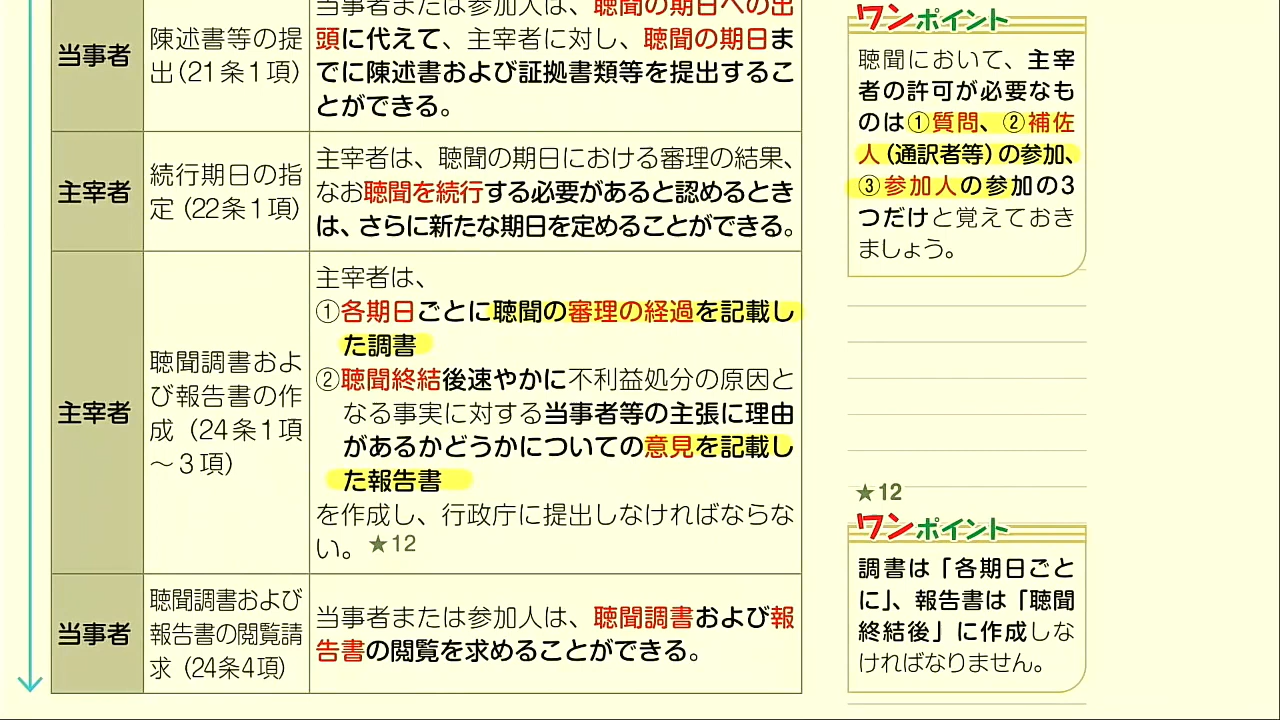 当事者
陳述書等の提
出(21条1項)
当事者または参加人は、聴聞の期日への出
頭に代えて、主宰者に対し、聴聞の期日ま
でに陳述書および証拠書類等を提出するこ
とができる。
主宰者
続行期日の指
定(22条1項)
主宰者は、聴聞の期日における審理の結果、
なお聴聞を続行する必要があると認めるとき
は、さらに新たな期日を定めることができる。
主宰者
聴聞調書およ
び報告書の作
成(24条1項
～3項)
主宰者は、
①各期日ごとに聴聞の審理の経過を記載し
た調書
②聴聞終結後速やかに不利益処分の原因と
なる事実に対する当事者等の主張に理由
があるかどうかについての意見を記載し
た報告書
を作成し、行政庁に提出しなければならな
い。★12
当事者
聴聞調書および
報告書の閲覧請
求(24条4項)
当事者または参加人は、聴聞調書および報
告書の閲覧を求めることができる。
ワンポイント
聴聞において、主宰
者の許可が必要なも
のは①質問、②補佐
人(通訳者等)の参加、
③参加人の参加の3
つだけと覚えておき
ましょう。
★12
ワンポイント
調書は「各期日ごと
に」、報告書は「聴聞
終結後」に作成しな
ければなりません。